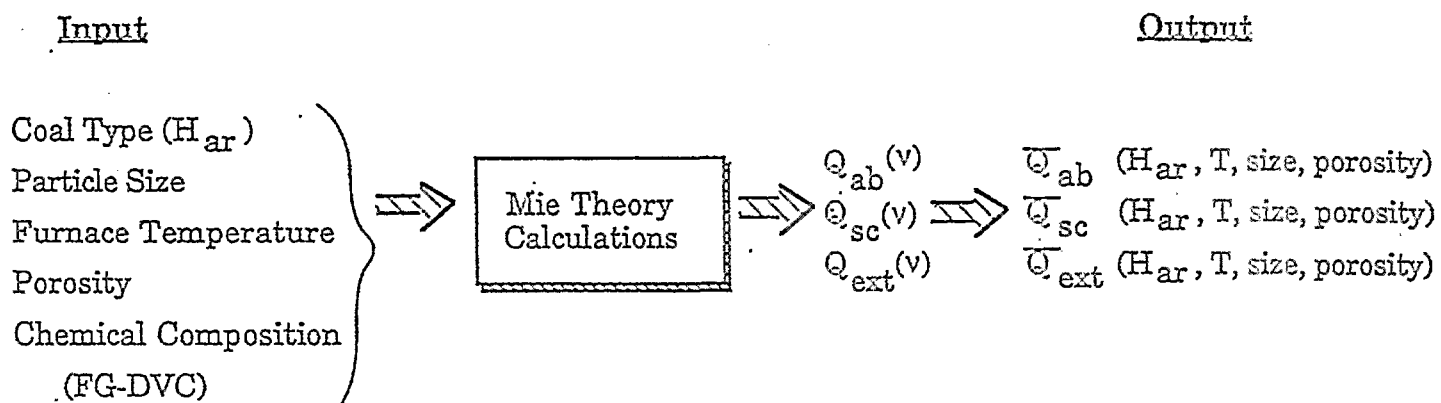 Input
Output
Coal Type (H_ar)
Particle Size
Furnace Temperature
Porosity
Chemical Composition
(FG-DVC)
Mie Theory
Calculations
Q_ab(ν)
Q_sc(ν)
Q_ext(ν)
Q̅_ab (H_ar, T, size, porosity)
Q̅_sc (H_ar, T, size, porosity)
Q̅_ext (H_ar, T, size, porosity)